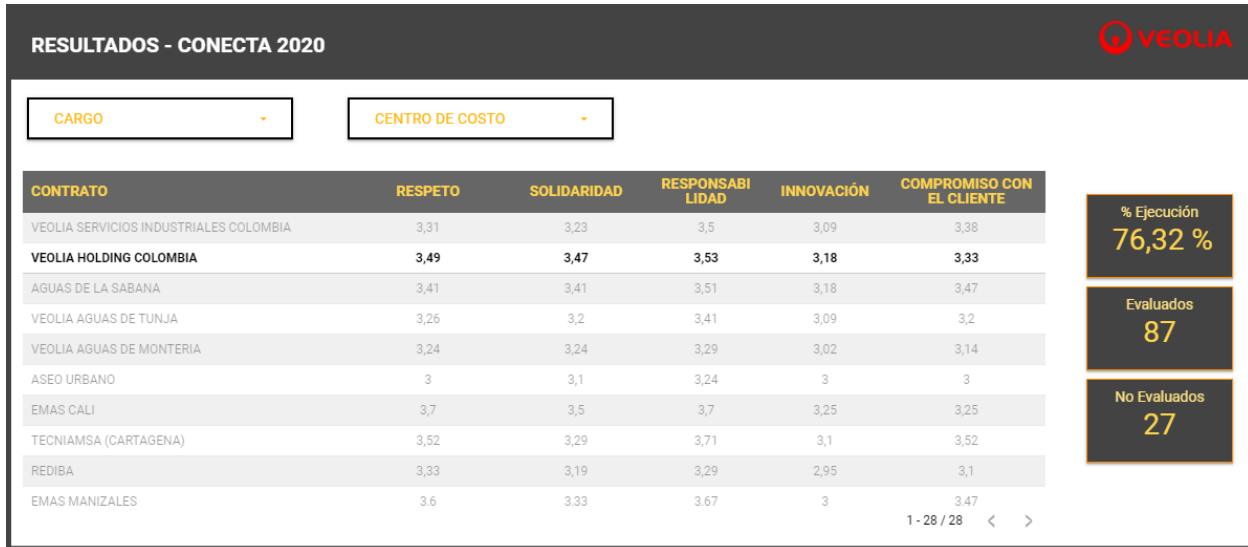 RESULTADOS - CONECTA 2020
VEOLIA
CARGO
CENTRO DE COSTO
CONTRATO RESPETO SOLIDARIDAD RESPONSABI LIDAD INNOVACIÓN COMPROMISO CON EL CLIENTE
VEOLIA SERVICIOS INDUSTRIALES COLOMBIA 3,31 3,23 3,5 3,09 3,38
VEOLIA HOLDING COLOMBIA 3,49 3,47 3,53 3,18 3,33
AGUAS DE LA SABANA 3,41 3,41 3,51 3,18 3,47
VEOLIA AGUAS DE TUNJA 3,26 3,2 3,41 3,09 3,2
VEOLIA AGUAS DE MONTERIA 3,24 3,24 3,29 3,02 3,14
ASEO URBANO 3 3,1 3,24 3 3
EMAS CALI 3,7 3,5 3,7 3,25 3,25
TECNIAMSA (CARTAGENA) 3,52 3,29 3,71 3,1 3,52
REDIBA 3,33 3,19 3,29 2,95 3,1
EMAS MANIZALES 3.6 3.33 3.67 3 3.47
1 - 28 / 28 < >
% Ejecución
76,32 %
Evaluados
87
No Evaluados
27